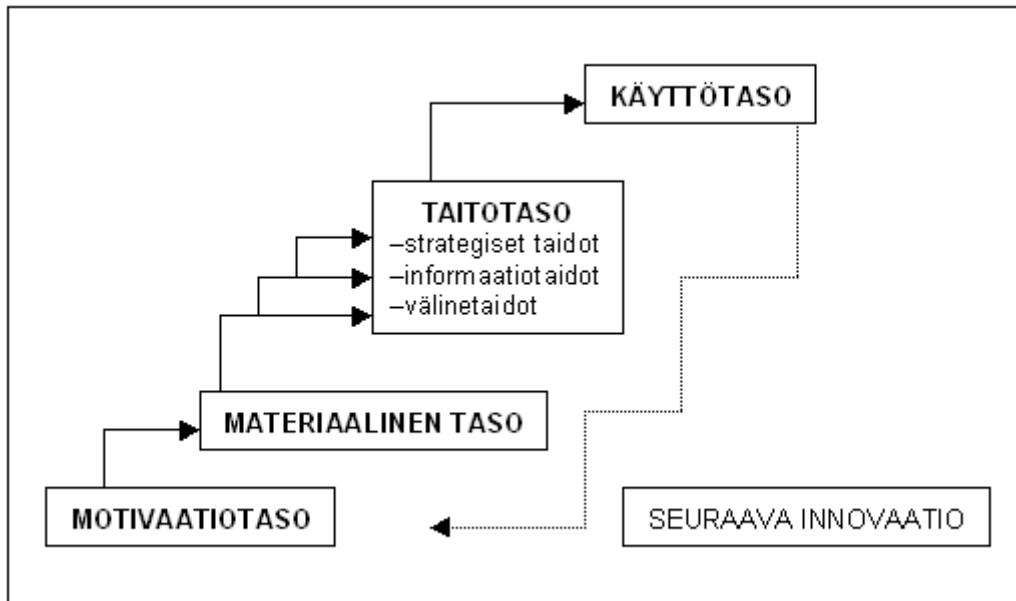 KÄYTTÖTASO
TAITOTASO
–strategiset taidot
–informaatiotaidot
–välinetaidot
MATERIAALINEN TASO
MOTIVAATIOTASO
SEURAAVA INNOVAATIO